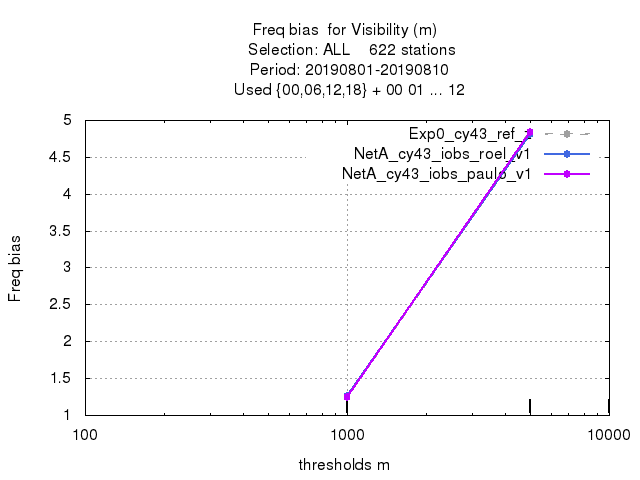 Freq bias for Visibility (m)
Selection: ALL 622 stations
Period: 20190801-20190810
Used {00,06,12,18} + 00 01 ... 12
5
4.5
4
3.5
3
2.5
2
1.5
1
Freq bias
Exp0_cy43_ref_1
NetA_cy43_iobs_roel_v1
NetA_cy43_iobs_paulo_v1
100
1000
10000
thresholds m